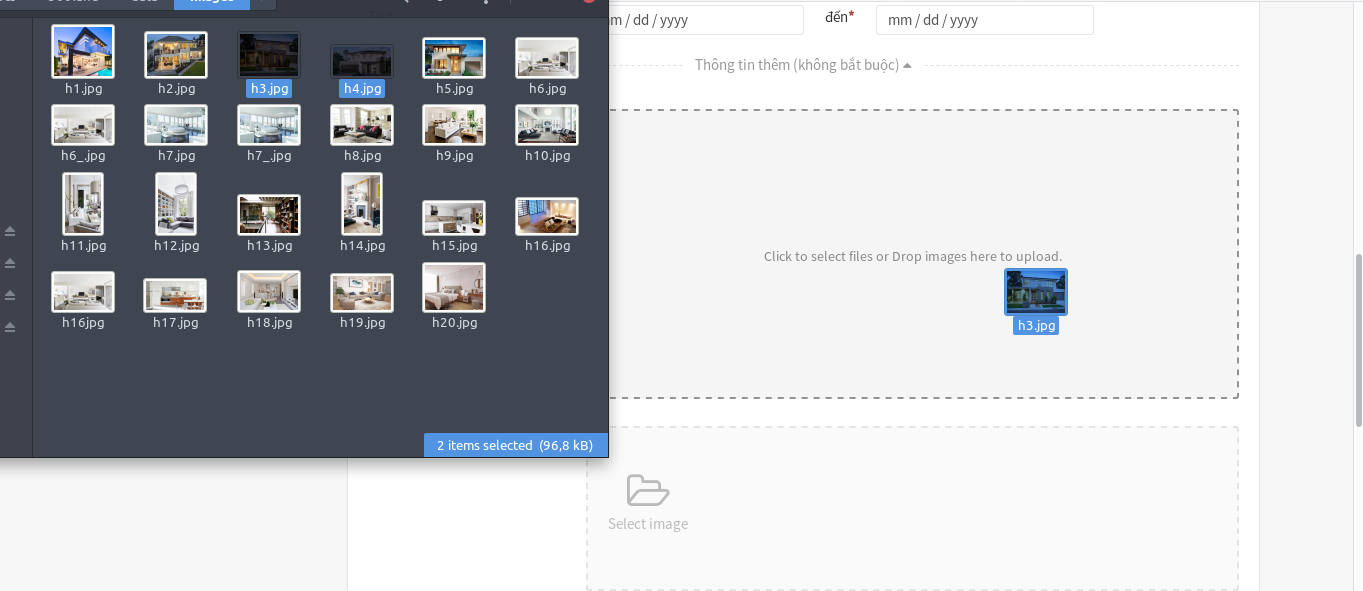 Images
h1.jpg
h2.jpg
h3.jpg
h4.jpg
h5.jpg
h6.jpg
h6_.jpg
h7.jpg
h7_.jpg
h8.jpg
h9.jpg
h10.jpg
h11.jpg
h12.jpg
h13.jpg
h14.jpg
h15.jpg
h16.jpg
h16jpg
h17.jpg
h18.jpg
h19.jpg
h20.jpg
2 items selected (96,8 kB)
m / dd / yyyy
đến*
mm / dd / yyyy
Thông tin thêm (không bắt buộc)
Click to select files or Drop images here to upload.
h3.jpg
Select image